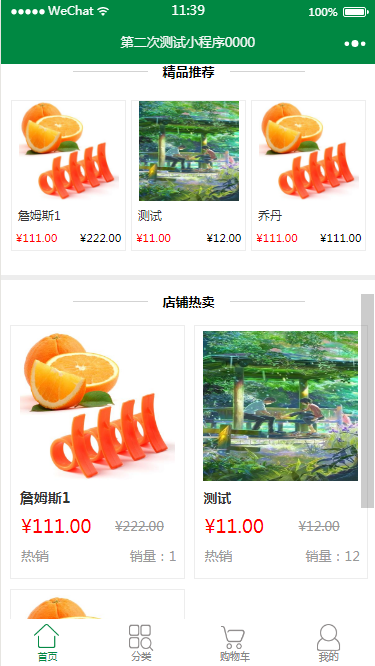 WeChat 11:39 100%
第二次测试小程序0000
精品推荐
詹姆斯1 测试 乔丹
¥111.00 ¥222.00 ¥11.00 ¥12.00 ¥111.00 ¥111.00
店铺热卖
詹姆斯1 测试
¥111.00 ¥222.00 ¥11.00 ¥12.00
热销 销量：1 热销 销量：12
首页 分类 购物车 我的